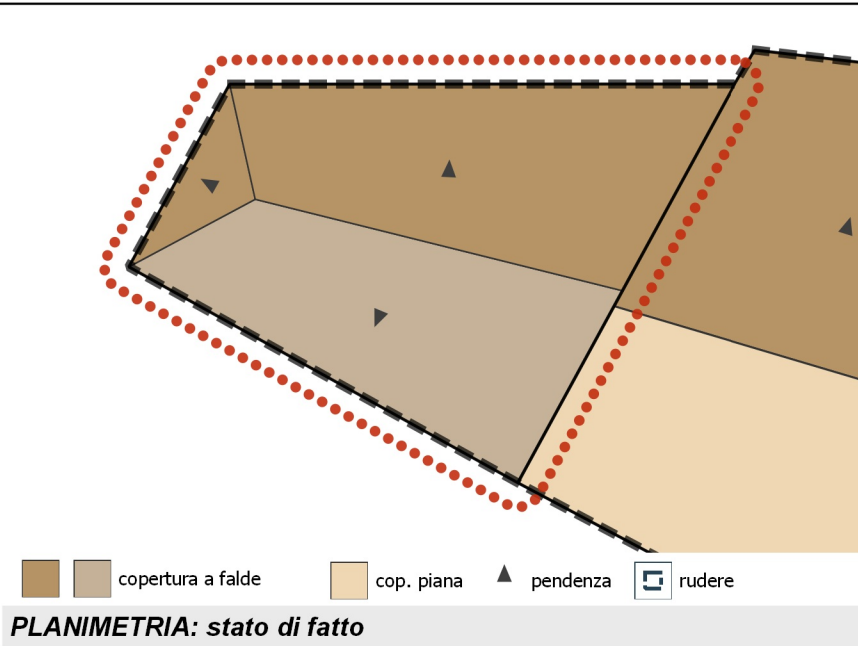 copertura a falde cop. piana pendenza rudere
PLANIMETRIA: stato di fatto